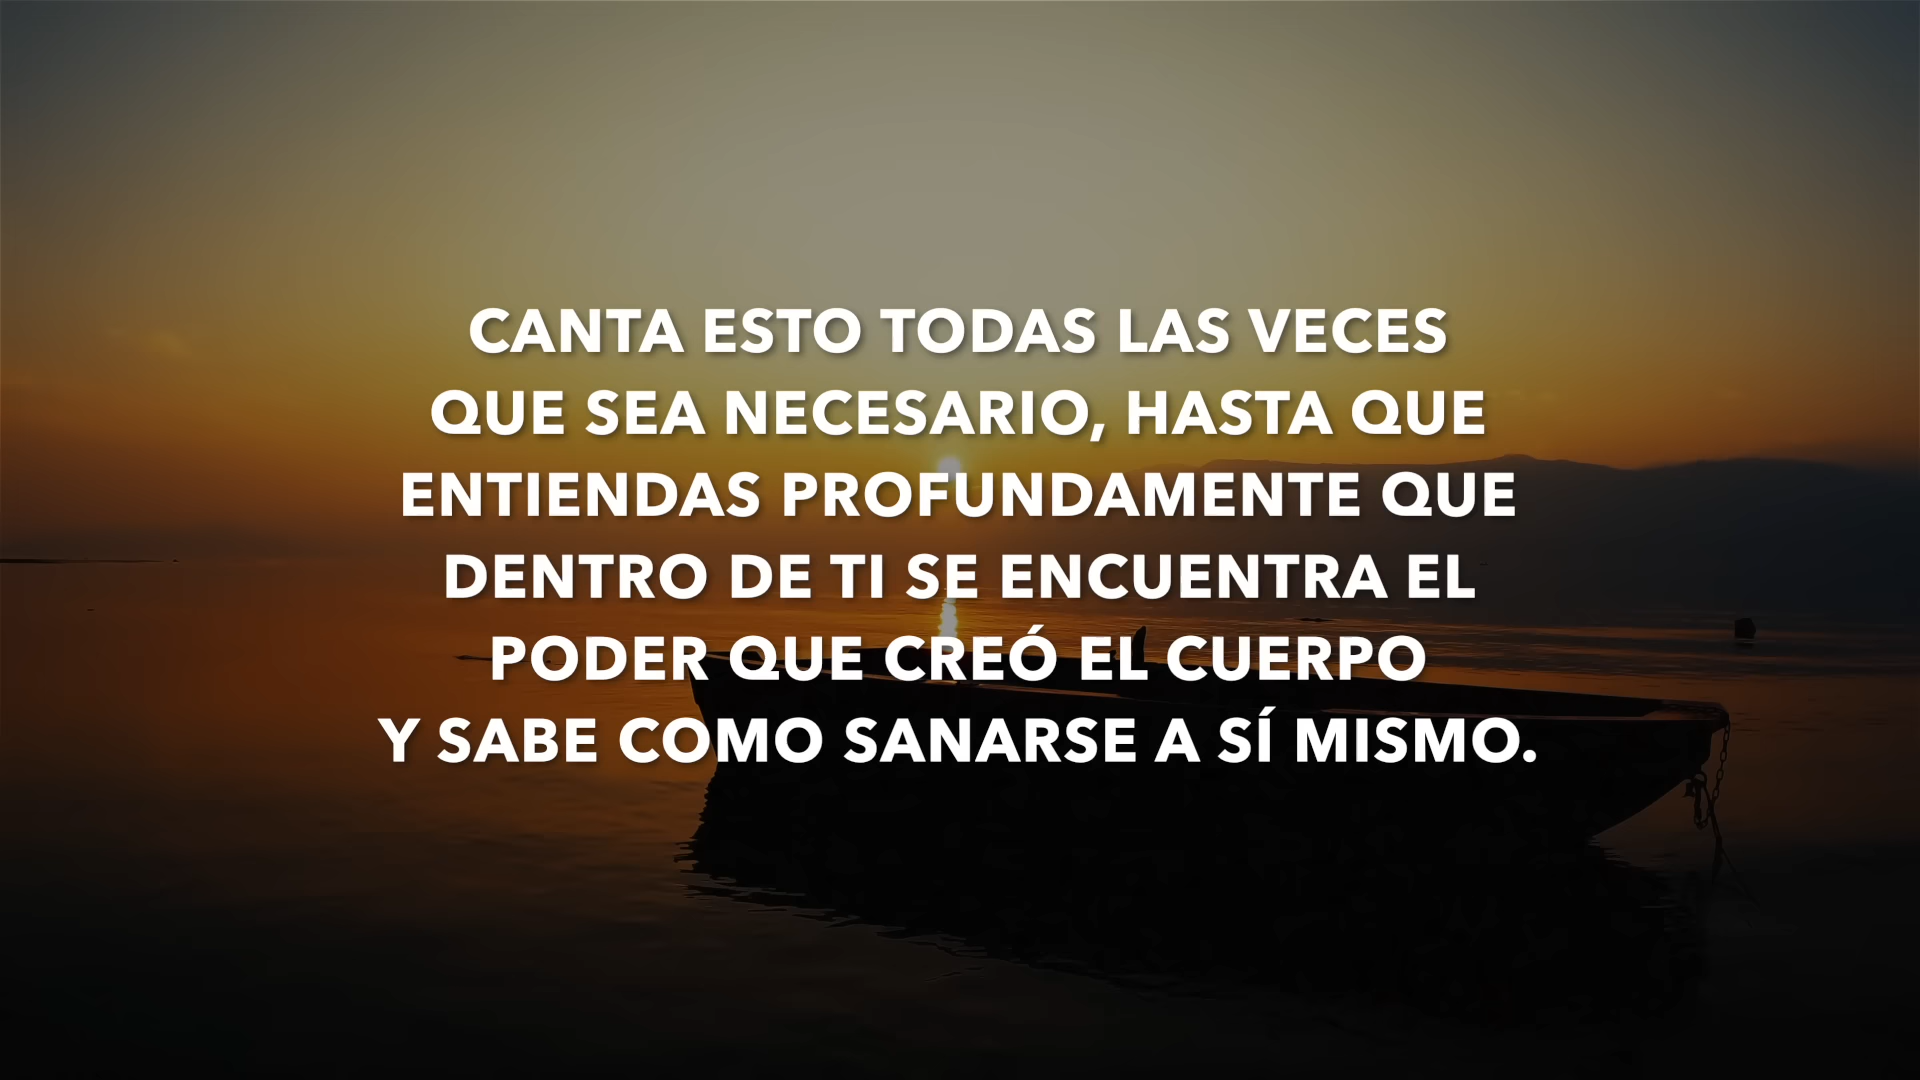 CANTA ESTO TODAS LAS VECES
QUE SEA NECESARIO, HASTA QUE
ENTIENDAS PROFUNDAMENTE QUE
DENTRO DE TI SE ENCUENTRA EL
PODER QUE CREÓ EL CUERPO
Y SABE COMO SANARSE A SÍ MISMO.